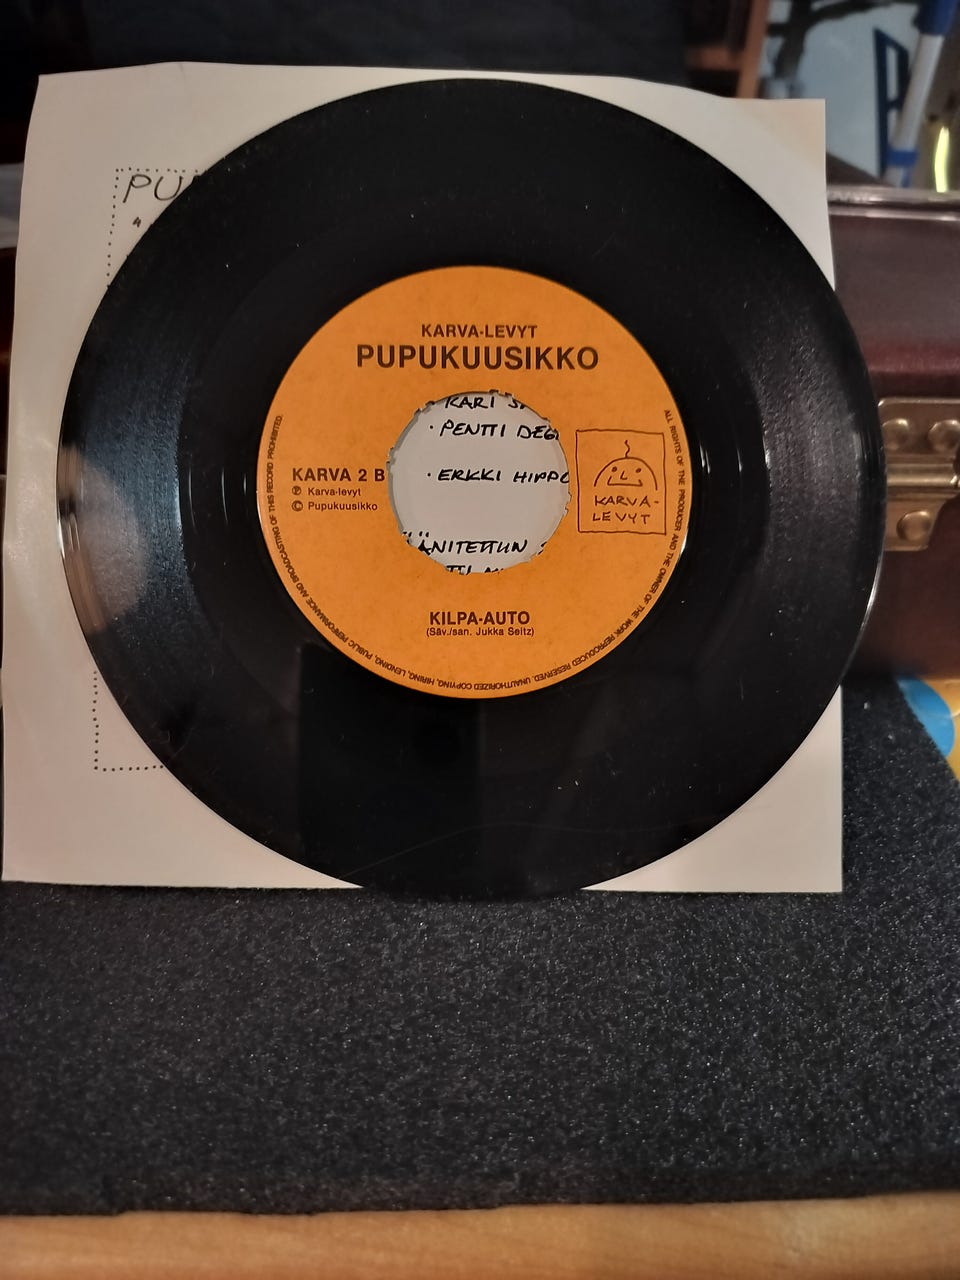 PU
KARVA-LEVYT
PUPUKUUSIKKO
KARI
· PENTTI
· ERKKI
KARVA 2 B
Ⓟ Karva-levyt
© Pupukuusikko
KARVA-
LEVYT
ÄÄNITETTIIN
KILPA-AUTO
(Säv./san. Jukka Seitz)
ALL RIGHTS OF THE PRODUCER AND THE OWNER OF THE WORK REPRODUCED RESERVED. UNAUTHORIZED COPYING, HIRING, LENDING, PUBLIC PERFORMANCE AND BROADCASTING OF THIS RECORD PROHIBITED.